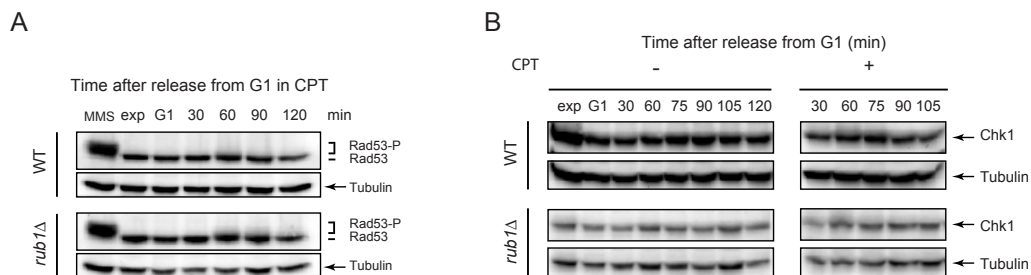 A
Time after release from G1 in CPT
MMS exp G1 30 60 90 120 min
WT
Rad53-P
Rad53
Tubulin
rub1Δ
Rad53-P
Rad53
Tubulin
B
Time after release from G1 (min)
CPT - +
exp G1 30 60 75 90 105 120 30 60 75 90 105
WT
Chk1
Tubulin
rub1Δ
Chk1
Tubulin